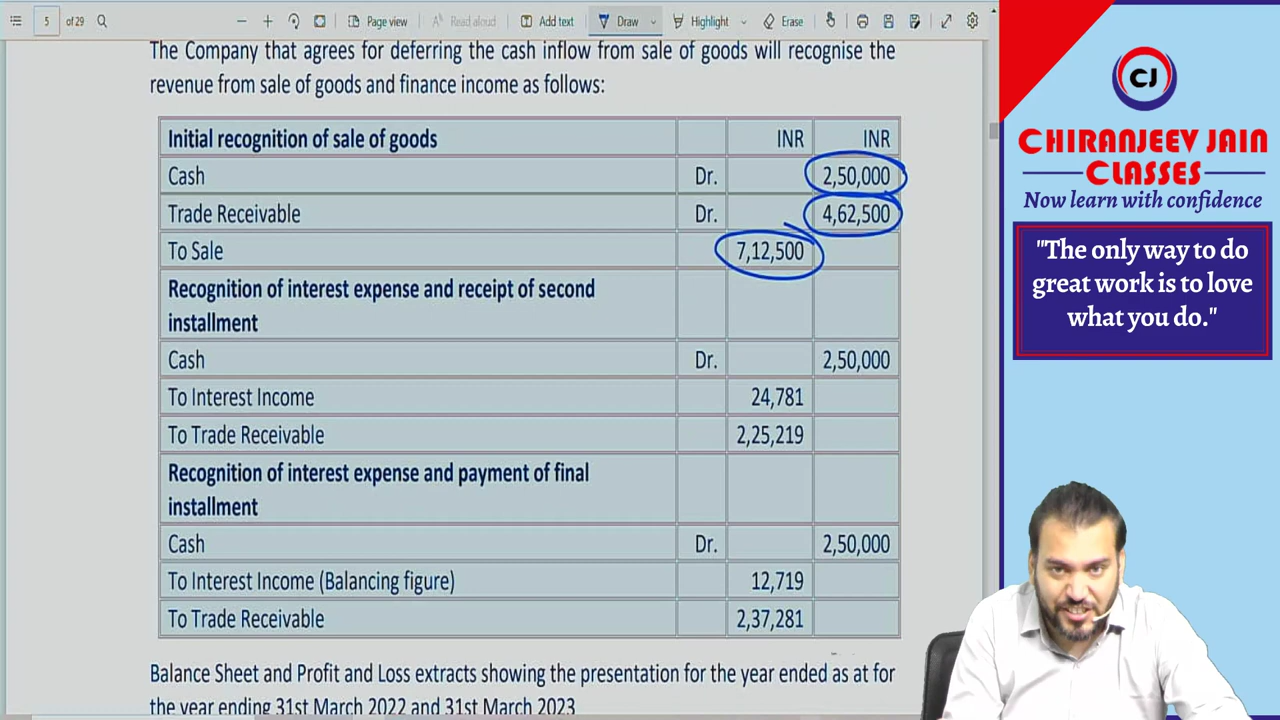 5 of 29 Page view Read aloud Add text Draw Highlight Erase
The Company that agrees for deferring the cash inflow from sale of goods will recognise the
revenue from sale of goods and finance income as follows:
Initial recognition of sale of goods INR INR
Cash Dr. 2,50,000
Trade Receivable Dr. 4,62,500
To Sale 7,12,500
Recognition of interest expense and receipt of second
installment
Cash Dr. 2,50,000
To Interest Income 24,781
To Trade Receivable 2,25,219
Recognition of interest expense and payment of final
installment
Cash Dr. 2,50,000
To Interest Income (Balancing figure) 12,719
To Trade Receivable 2,37,281
Balance Sheet and Profit and Loss extracts showing the presentation for the year ended as at for
the year ending 31st March 2022 and 31st March 2023
CJ
CHIRANJEEV JAIN
CLASSES
Now learn with confidence
"The only way to do
great work is to love
what you do."